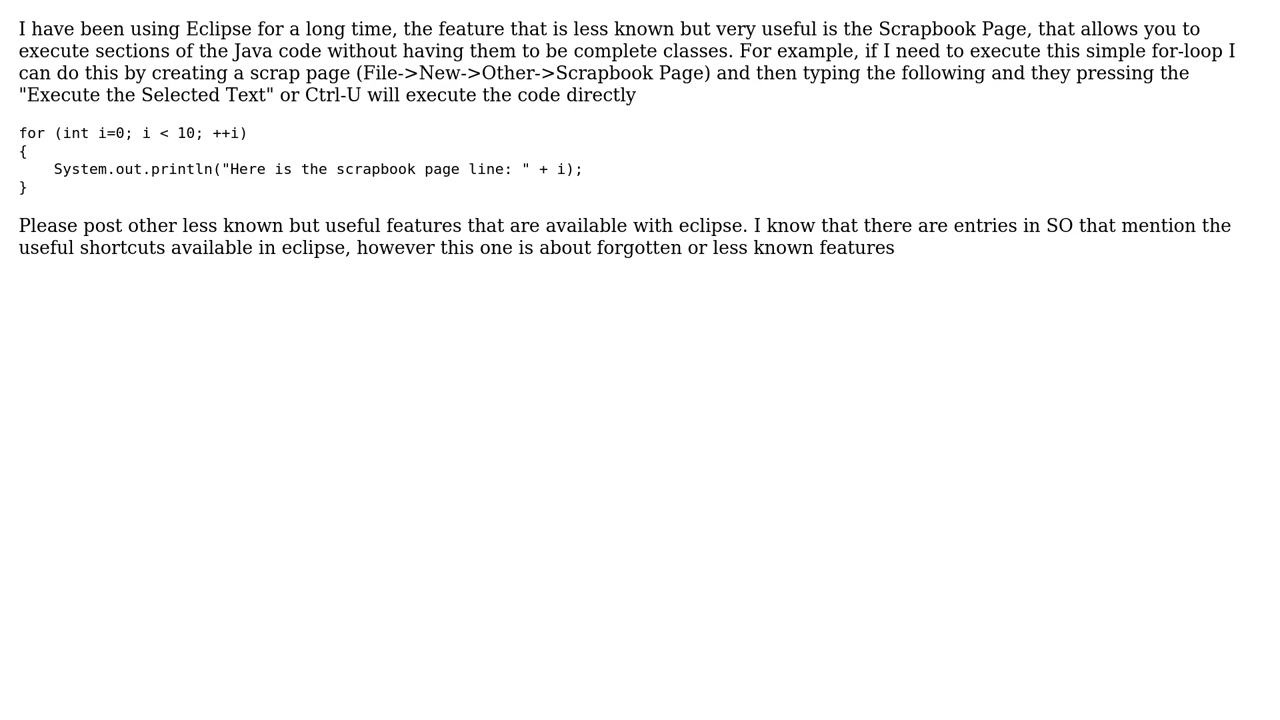 I have been using Eclipse for a long time, the feature that is less known but very useful is the Scrapbook Page, that allows you to
execute sections of the Java code without having them to be complete classes. For example, if I need to execute this simple for-loop I
can do this by creating a scrap page (File->New->Other->Scrapbook Page) and then typing the following and they pressing the
"Execute the Selected Text" or Ctrl-U will execute the code directly
for (int i=0; i < 10; ++i)
{
    System.out.println("Here is the scrapbook page line: " + i);
}
Please post other less known but useful features that are available with eclipse. I know that there are entries in SO that mention the
useful shortcuts available in eclipse, however this one is about forgotten or less known features